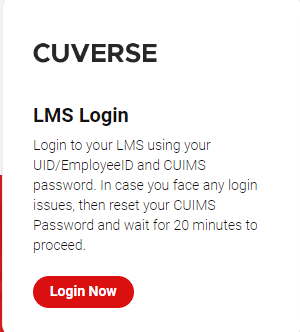 CUVERSE
LMS Login
Login to your LMS using your
UID/EmployeeID and CUIMS
password. In case you face any login
issues, then reset your CUIMS
Password and wait for 20 minutes to
proceed.
Login Now